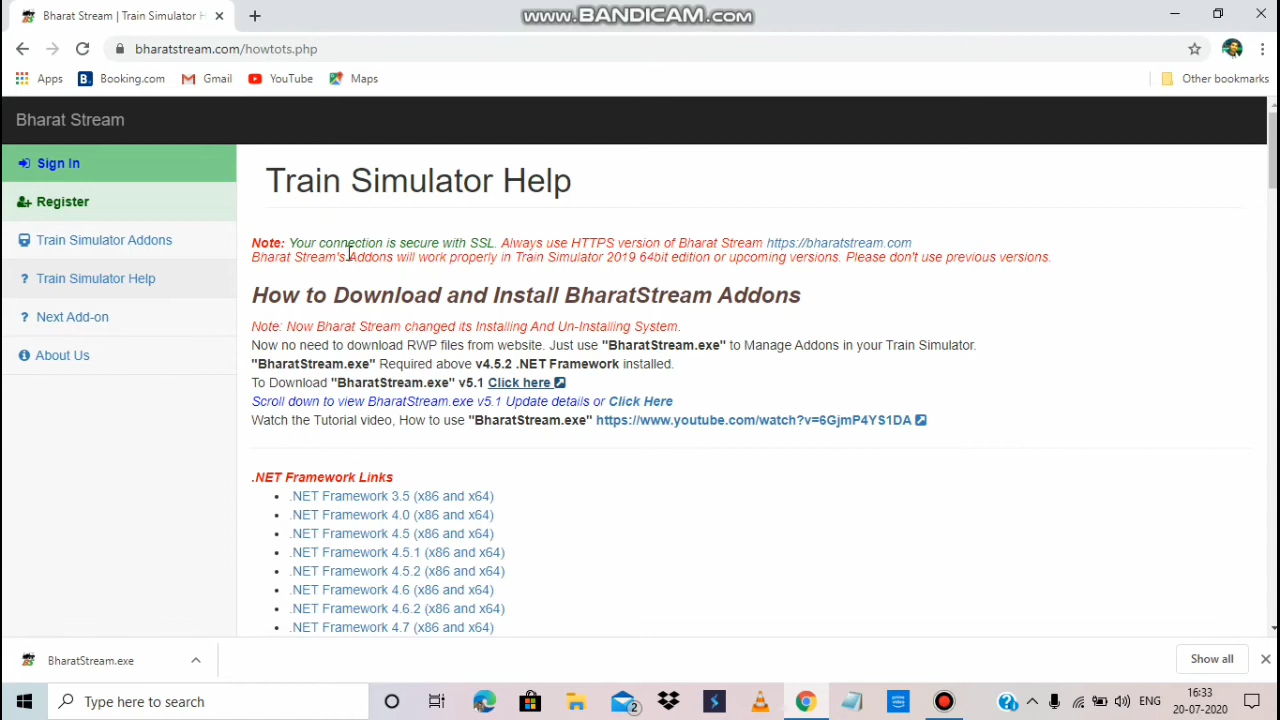 Bharat Stream | Train Simulator H
WWW.BANDICAM.COM
bharatstream.com/howtots.php
Apps
Booking.com
Gmail
YouTube
Maps
Other bookmarks
Bharat Stream
Sign In
Register
Train Simulator Addons
? Train Simulator Help
? Next Add-on
About Us
Train Simulator Help
Note: Your connection is secure with SSL. Always use HTTPS version of Bharat Stream https://bharatstream.com
Bharat Stream's Addons will work properly in Train Simulator 2019 64bit edition or upcoming versions. Please don't use previous versions.
How to Download and Install BharatStream Addons
Note: Now Bharat Stream changed its Installing And Un-Installing System.
Now no need to download RWP files from website. Just use "BharatStream.exe" to Manage Addons in your Train Simulator.
"BharatStream.exe" Required above v4.5.2 .NET Framework installed.
To Download "BharatStream.exe" v5.1 Click here
Scroll down to view BharatStream.exe v5.1 Update details or Click Here
Watch the Tutorial video, How to use "BharatStream.exe" https://www.youtube.com/watch?v=6GjmP4YS1DA
.NET Framework Links
• .NET Framework 3.5 (x86 and x64)
• .NET Framework 4.0 (x86 and x64)
• .NET Framework 4.5 (x86 and x64)
• .NET Framework 4.5.1 (x86 and x64)
• .NET Framework 4.5.2 (x86 and x64)
• .NET Framework 4.6 (x86 and x64)
• .NET Framework 4.6.2 (x86 and x64)
• .NET Framework 4.7 (x86 and x64)
BharatStream.exe
Show all
Type here to search
2
ENG
16:33
20-07-2020